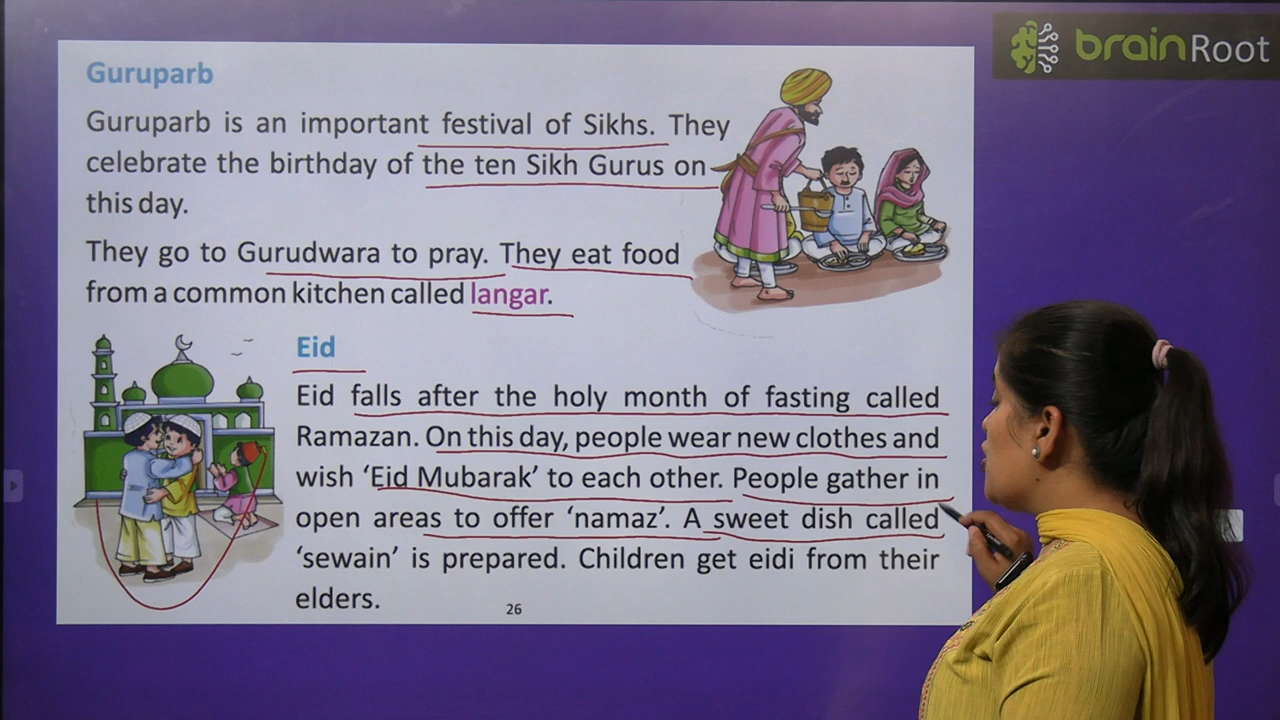 brainRoot
Guruparb
Guruparb is an important festival of Sikhs. They
celebrate the birthday of the ten Sikh Gurus on
this day.
They go to Gurudwara to pray. They eat food
from a common kitchen called langar.
Eid
Eid falls after the holy month of fasting called
Ramazan. On this day, people wear new clothes and
wish ‘Eid Mubarak’ to each other. People gather in
open areas to offer ‘namaz’. A sweet dish called
‘sewain’ is prepared. Children get eidi from their
elders.
26